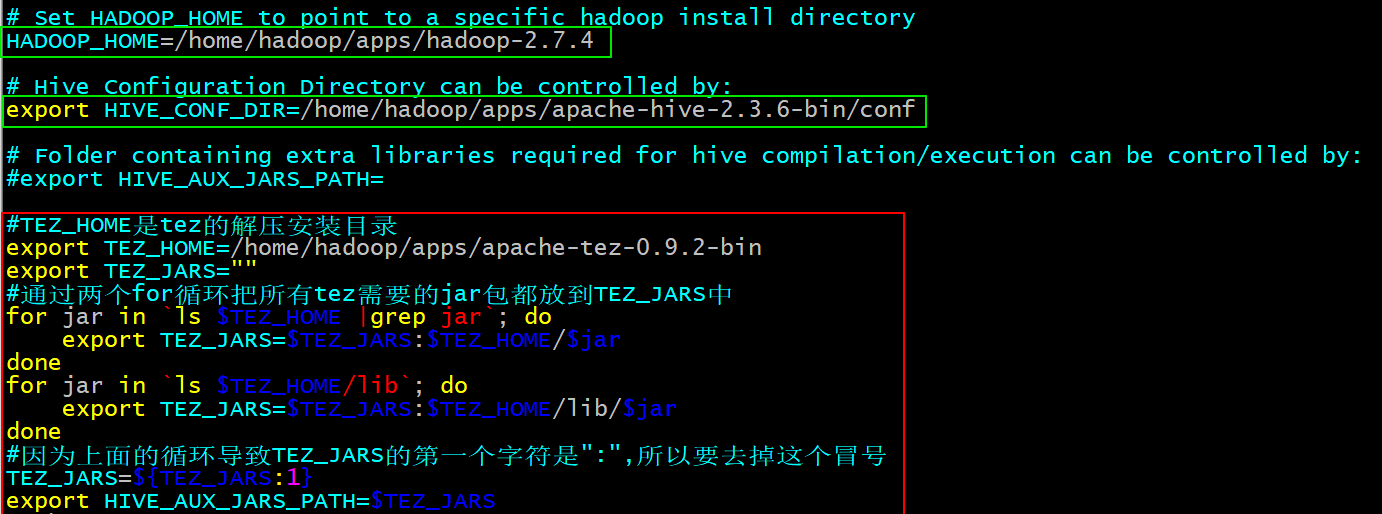 # Set HADOOP_HOME to point to a specific hadoop install directory
HADOOP_HOME=/home/hadoop/apps/hadoop-2.7.4
# Hive Configuration Directory can be controlled by:
export HIVE_CONF_DIR=/home/hadoop/apps/apache-hive-2.3.6-bin/conf
# Folder containing extra libraries required for hive compilation/execution can be controlled by:
#export HIVE_AUX_JARS_PATH=
#TEZ_HOME是tez的解压安装目录
export TEZ_HOME=/home/hadoop/apps/apache-tez-0.9.2-bin
export TEZ_JARS=""
#通过两个for循环把所有tez需要的jar包都放到TEZ_JARS中
for jar in `ls $TEZ_HOME |grep jar`; do
    export TEZ_JARS=$TEZ_JARS:$TEZ_HOME/$jar
done
for jar in `ls $TEZ_HOME/lib`; do
    export TEZ_JARS=$TEZ_JARS:$TEZ_HOME/lib/$jar
done
#因为上面的循环导致TEZ_JARS的第一个字符是":",所以要去掉这个冒号
TEZ_JARS=${TEZ_JARS:1}
export HIVE_AUX_JARS_PATH=$TEZ_JARS